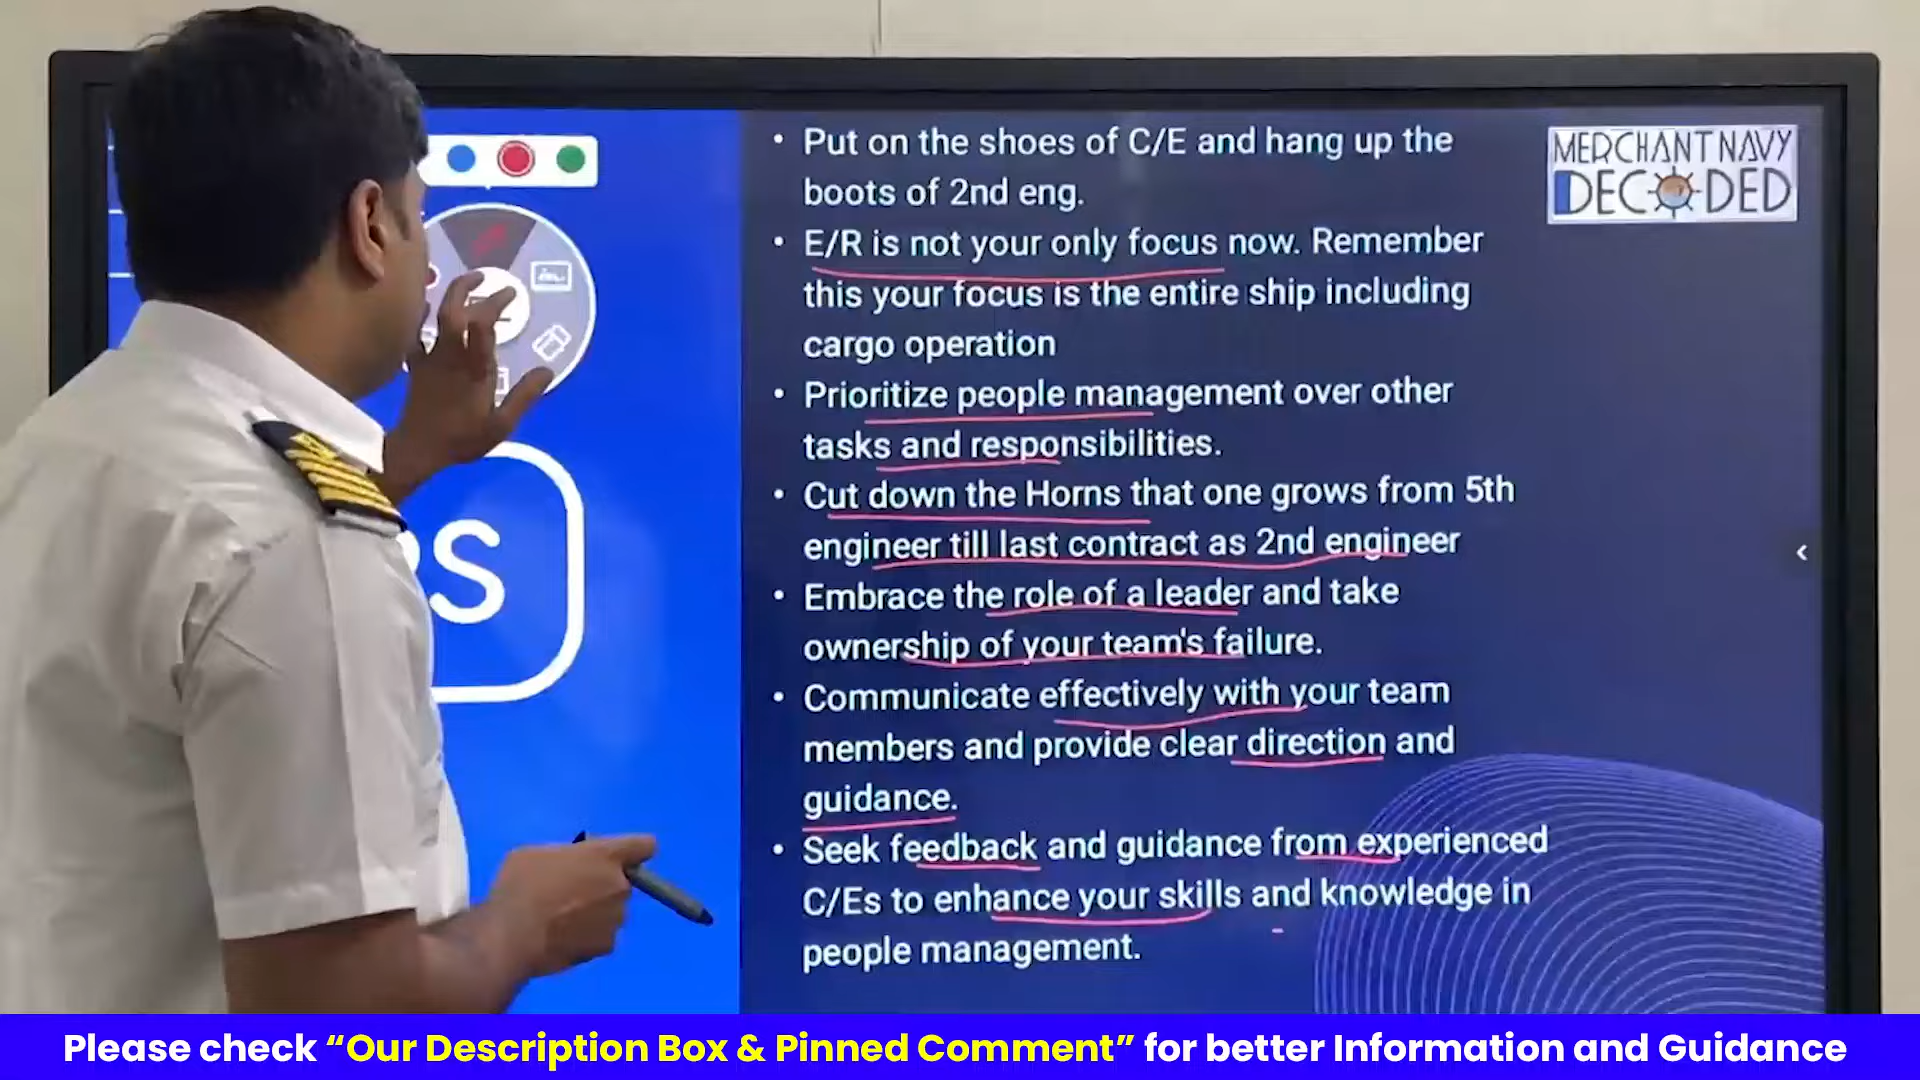 • Put on the shoes of C/E and hang up the
boots of 2nd eng.
• E/R is not your only focus now. Remember
this your focus is the entire ship including
cargo operation
• Prioritize people management over other
tasks and responsibilities.
• Cut down the Horns that one grows from 5th
engineer till last contract as 2nd engineer
• Embrace the role of a leader and take
ownership of your team's failure.
• Communicate effectively with your team
members and provide clear direction and
guidance.
• Seek feedback and guidance from experienced
C/Es to enhance your skills and knowledge in
people management.
MERCHANT NAVY
DECODED
Please check “Our Description Box & Pinned Comment” for better Information and Guidance